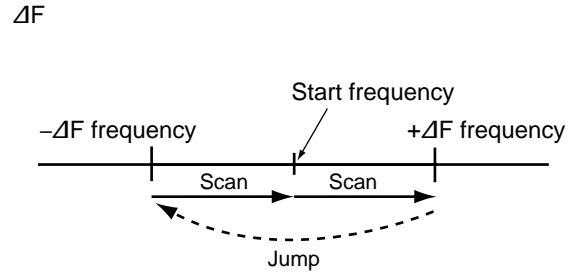 ΔF
Start frequency
–ΔF frequency
+ΔF frequency
Scan
Scan
Jump